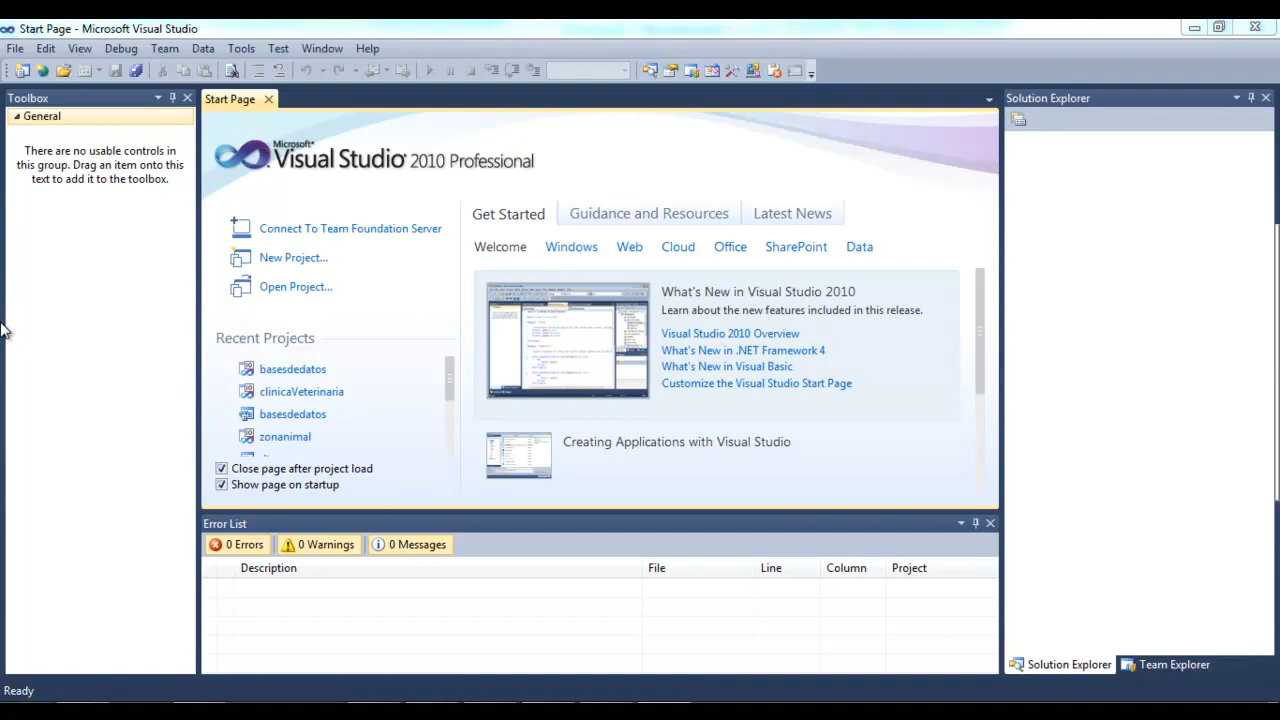 Start Page - Microsoft Visual Studio
File Edit View Debug Team Data Tools Test Window Help
Toolbox
General
There are no usable controls in
this group. Drag an item onto this
text to add it to the toolbox.
Start Page
Microsoft
Visual Studio 2010 Professional
Connect To Team Foundation Server
New Project...
Open Project...
Recent Projects
basesdedatos
clinicaVeterinaria
basesdedatos
zonanimal
Close page after project load
Show page on startup
Get Started Guidance and Resources Latest News
Welcome Windows Web Cloud Office SharePoint Data
What's New in Visual Studio 2010
Learn about the new features included in this release.
Visual Studio 2010 Overview
What's New in .NET Framework 4
What's New in Visual Basic
Customize the Visual Studio Start Page
Creating Applications with Visual Studio
Error List
0 Errors 0 Warnings 0 Messages
Description File Line Column Project
Solution Explorer
Solution Explorer Team Explorer
Ready